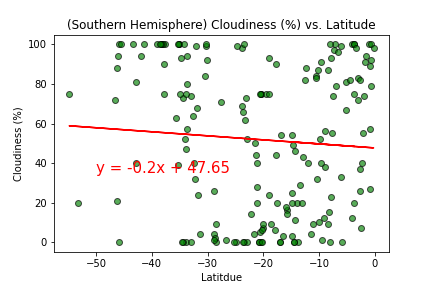 (Southern Hemisphere) Cloudiness (%) vs. Latitude
100
80
60
40
20
0
Cloudiness (%)
y = -0.2x + 47.65
−50 −40 −30 −20 −10 0
Latitdue